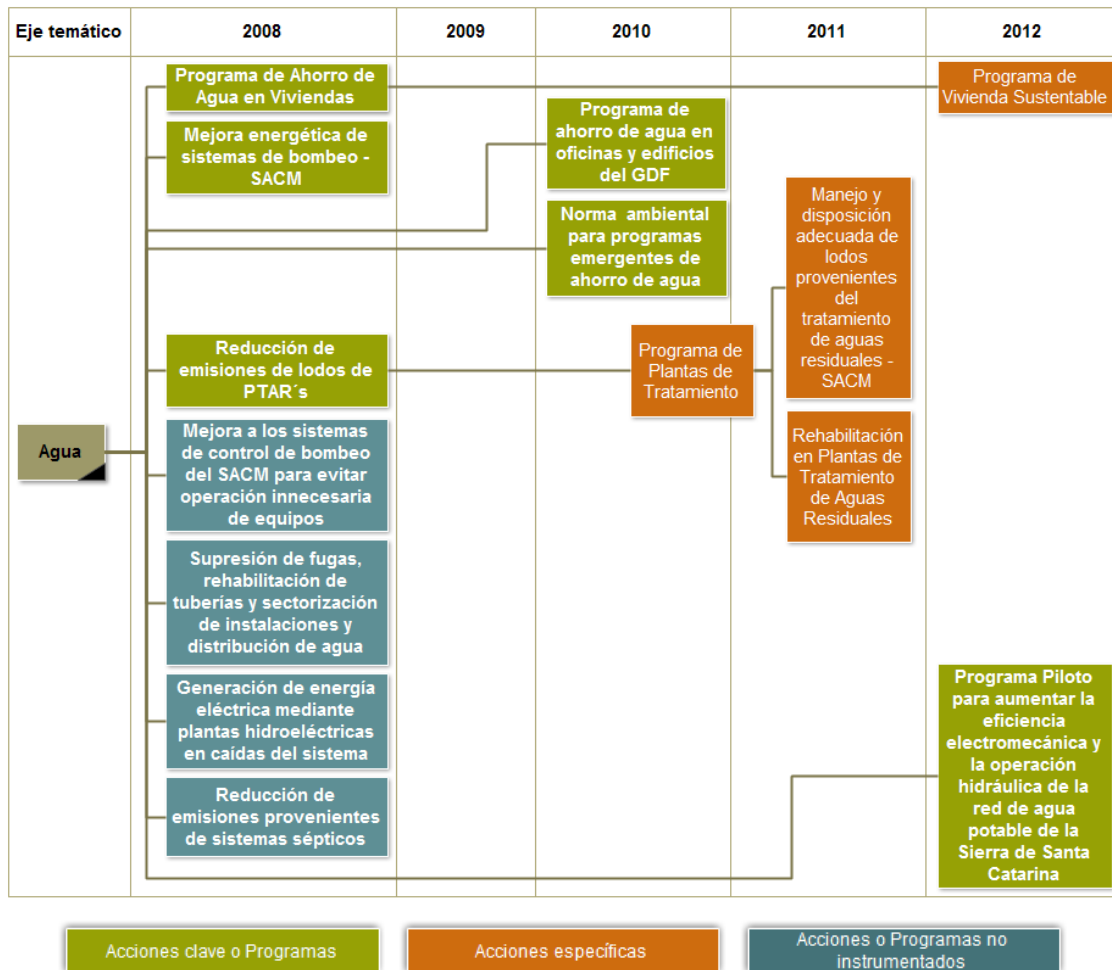 Eje temático
2008
2009
2010
2011
2012
Agua
Programa de Ahorro de
Agua en Viviendas
Mejora energética de
sistemas de bombeo -
SACM
Reducción de
emisiones de lodos de
PTAR´s
Mejora a los sistemas
de control de bombeo
del SACM para evitar
operación innecesaria
de equipos
Supresión de fugas,
rehabilitación de
tuberías y sectorización
de instalaciones y
distribución de agua
Generación de energía
eléctrica mediante
plantas hidroeléctricas
en caídas del sistema
Reducción de
emisiones provenientes
de sistemas sépticos
Programa de
ahorro de agua en
oficinas y edificios
del GDF
Norma ambiental
para programas
emergentes de
ahorro de agua
Programa de
Plantas de
Tratamiento
Manejo y
disposición
adecuada de
lodos
provenientes
del
tratamiento
de aguas
residuales -
SACM
Rehabilitación
en Plantas de
Tratamiento
de Aguas
Residuales
Programa de
Vivienda Sustentable
Programa Piloto
para aumentar la
eficiencia
electromecánica y
la operación
hidráulica de la
red de agua
potable de la
Sierra de Santa
Catarina
Acciones clave o Programas
Acciones específicas
Acciones o Programas no
instrumentados